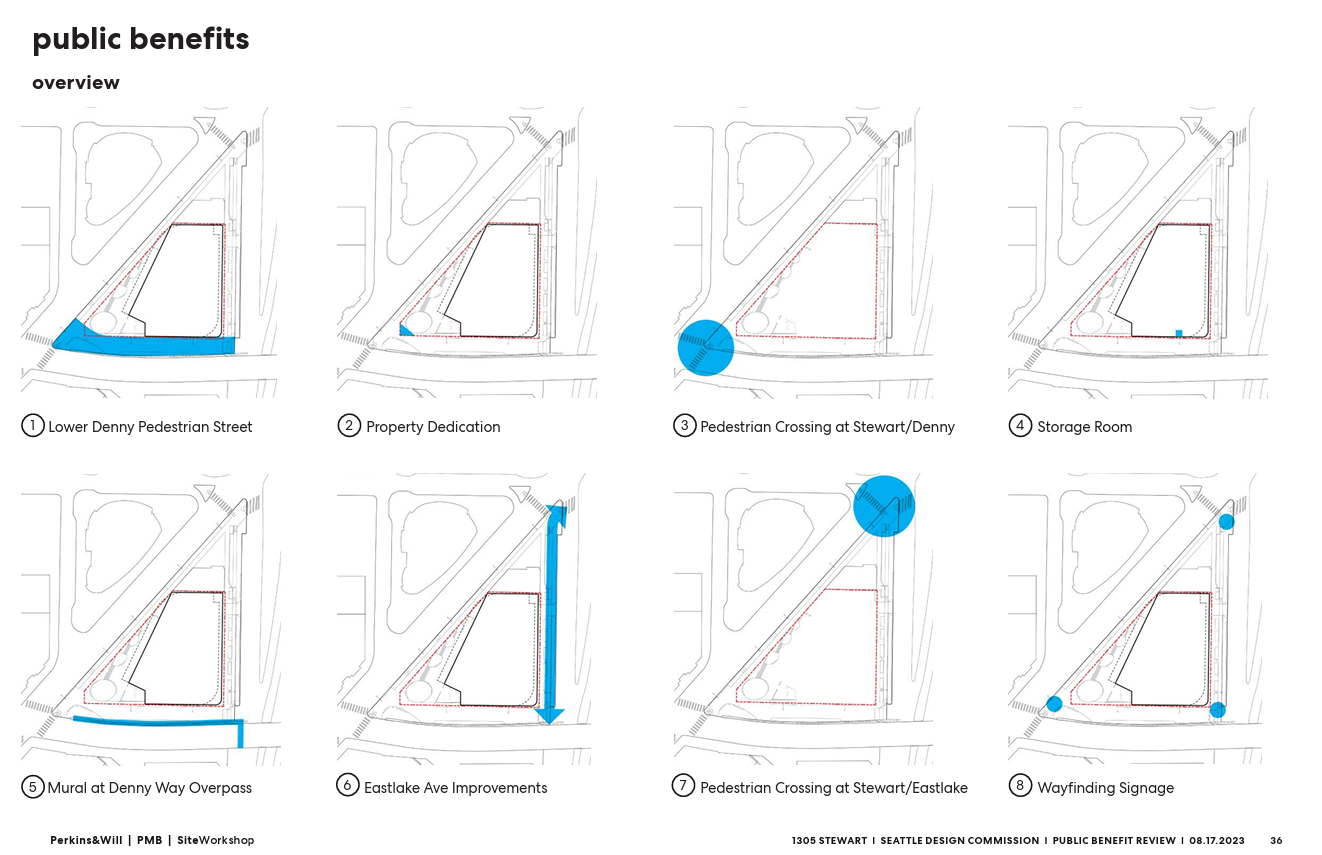 public benefits
overview
1 Lower Denny Pedestrian Street
2 Property Dedication
3 Pedestrian Crossing at Stewart/Denny
4 Storage Room
5 Mural at Denny Way Overpass
6 Eastlake Ave Improvements
7 Pedestrian Crossing at Stewart/Eastlake
8 Wayfinding Signage
Perkins&Will | PMB | SiteWorkshop
1305 STEWART | SEATTLE DESIGN COMMISSION | PUBLIC BENEFIT REVIEW | 08.17.2023 36